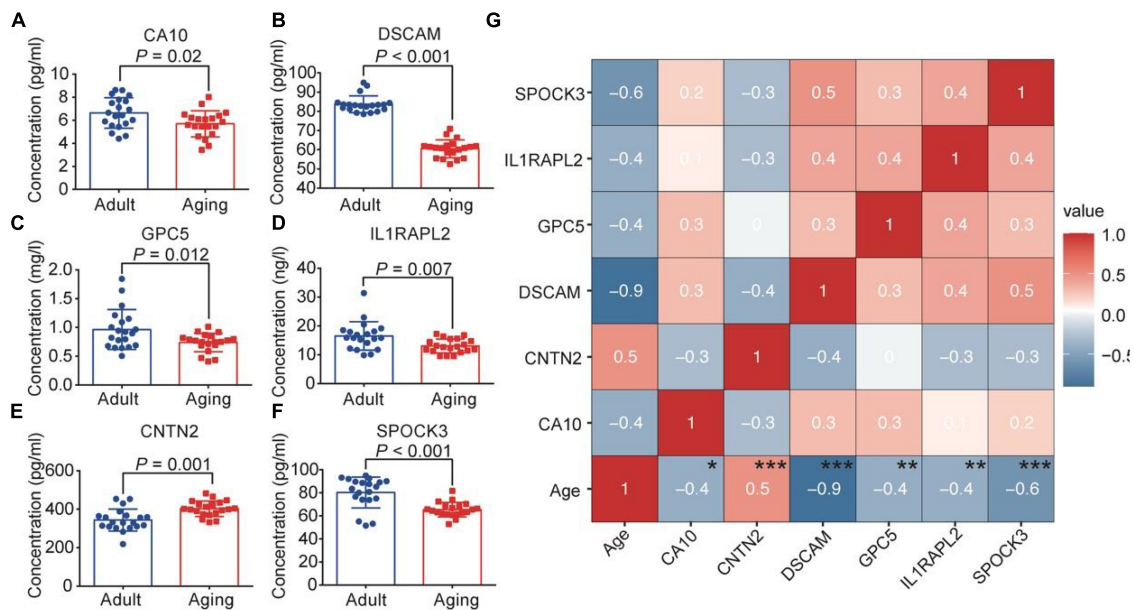 A
CA10
P = 0.02
Concentration (pg/ml)
10
8
6
4
2
0
Adult Aging
B
DSCAM
P < 0.001
Concentration (pg/ml)
100
90
80
70
60
50
40
Adult Aging
C
GPC5
P = 0.012
Concentration (mg/l)
2.0
1.5
1.0
0.5
0.0
Adult Aging
D
IL1RAPL2
P = 0.007
Concentration (ng/l)
40
30
20
10
0
Adult Aging
E
CNTN2
P = 0.001
Concentration (pg/ml)
600
400
200
0
Adult Aging
F
SPOCK3
P < 0.001
Concentration (pg/ml)
100
80
60
40
20
0
Adult Aging
G
SPOCK3 −0.6 0.2 −0.3 0.5 0.3 0.4 1
IL1RAPL2 −0.4 0.1 −0.3 0.4 0.4 1 0.4
GPC5 −0.4 0.3 0 0.3 1 0.4 0.3
DSCAM −0.9 0.3 −0.4 1 0.3 0.4 0.5
CNTN2 0.5 −0.3 1 −0.4 0 −0.3 −0.3
CA10 −0.4 1 −0.3 0.3 0.3 0.1 0.2
* *** *** ** ** ***
Age 1 −0.4 0.5 −0.9 −0.4 −0.4 −0.6
Age CA10 CNTN2 DSCAM GPC5 IL1RAPL2 SPOCK3
value
1.0
0.5
0.0
−0.5